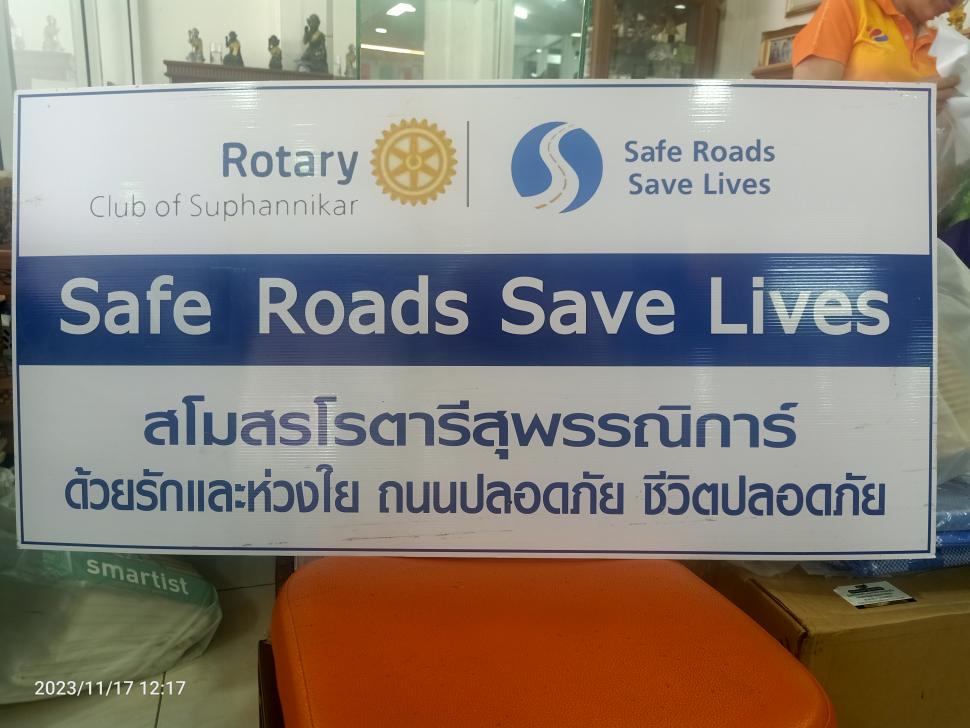 Rotary
Club of Suphannikar
Safe Roads
Save Lives
Safe Roads Save Lives
สโมสรโรตารีสุพรรณิการ์
ด้วยรักและห่วงใย ถนนปลอดภัย ชีวิตปลอดภัย
smartist
2023/11/17 12:17